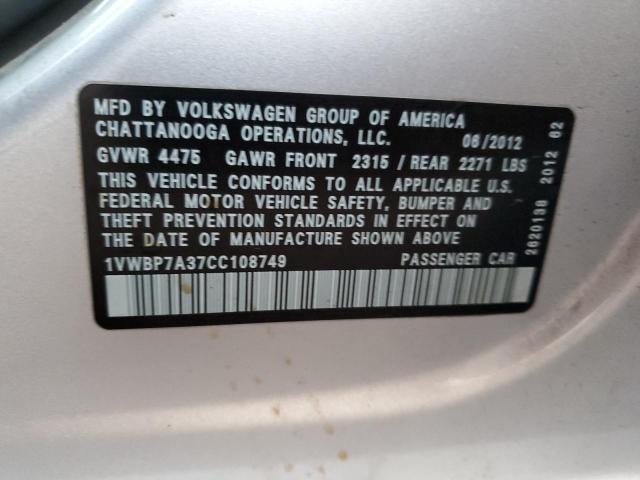 MFD BY VOLKSWAGEN GROUP OF AMERICA
CHATTANOOGA OPERATIONS, LLC. 06/2012
GVWR 4475 GAWR FRONT 2315 / REAR 2271 LBS
THIS VEHICLE CONFORMS TO ALL APPLICABLE U.S.
FEDERAL MOTOR VEHICLE SAFETY, BUMPER AND
THEFT PREVENTION STANDARDS IN EFFECT ON
THE DATE OF MANUFACTURE SHOWN ABOVE
1VWBP7A37CC108749 PASSENGER CAR
2620138 2012 62